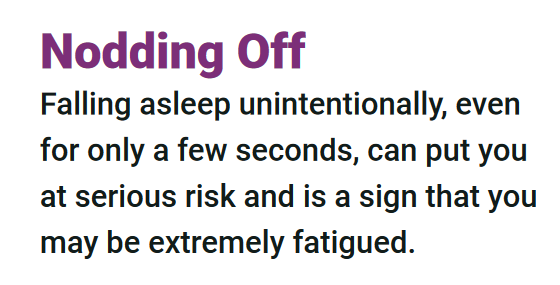 Nodding Off
Falling asleep unintentionally, even
for only a few seconds, can put you
at serious risk and is a sign that you
may be extremely fatigued.